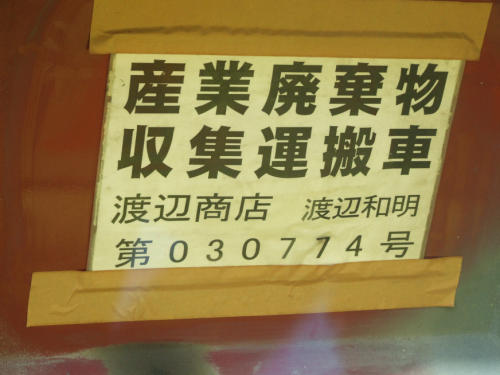 産業廃棄物
収集運搬車
渡辺商店 渡辺和明
第030774号